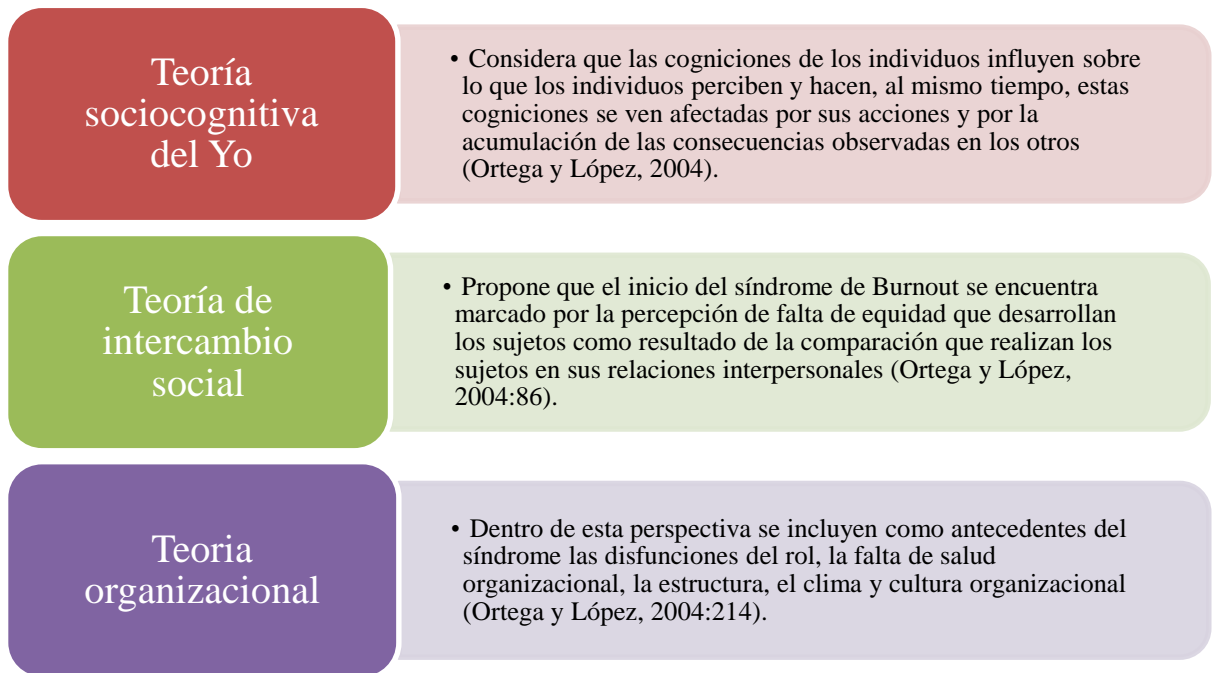 Teoría
sociocognitiva
del Yo
• Considera que las cogniciones de los individuos influyen sobre
lo que los individuos perciben y hacen, al mismo tiempo, estas
cogniciones se ven afectadas por sus acciones y por la
acumulación de las consecuencias observadas en los otros
(Ortega y López, 2004).
Teoría de
intercambio
social
• Propone que el inicio del síndrome de Burnout se encuentra
marcado por la percepción de falta de equidad que desarrollan
los sujetos como resultado de la comparación que realizan los
sujetos en sus relaciones interpersonales (Ortega y López,
2004:86).
Teoria
organizacional
• Dentro de esta perspectiva se incluyen como antecedentes del
síndrome las disfunciones del rol, la falta de salud
organizacional, la estructura, el clima y cultura organizacional
(Ortega y López, 2004:214).